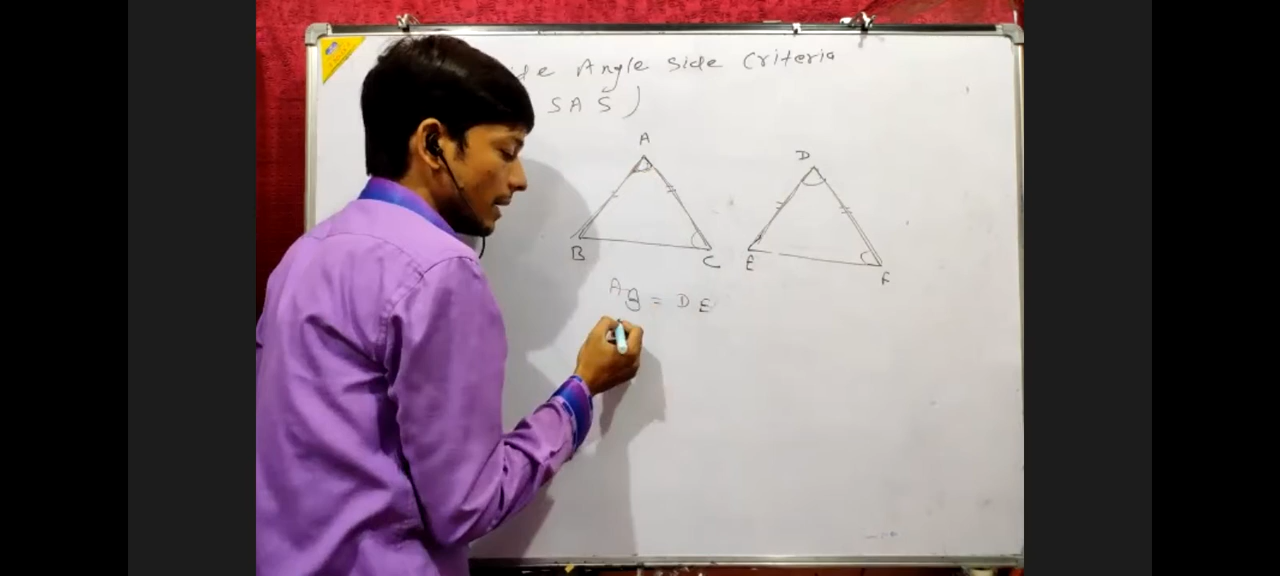 Angle Side Criteria
SAS)
A
D
B
C
E
F
AB = DE